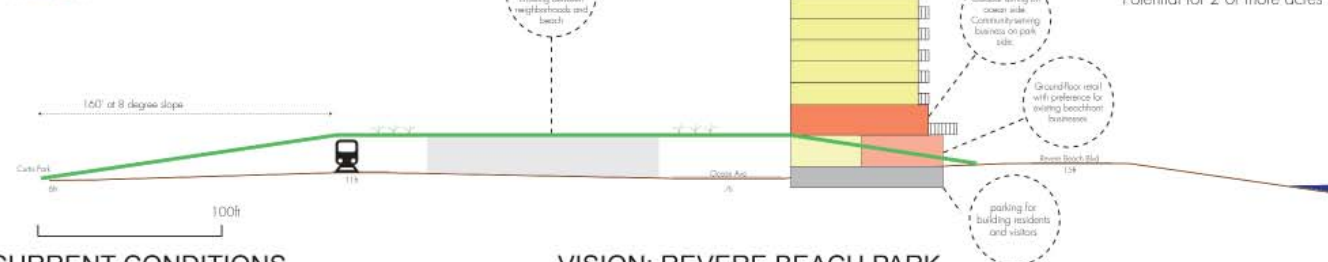 neighborhoods and
beach
ocean side.
Community-serving
business on park
side.
Potential for 2 or more acres
160' at 8 degree slope
Ground-floor retail
with preference for
existing beachfront
businesses
Curtis Park
11ft
Ocean Ave
Revere Beach Blvd
15ft
100ft
parking for
building residents
and visitors
CURRENT CONDITIONS
VISION: REVERE BEACH PARK